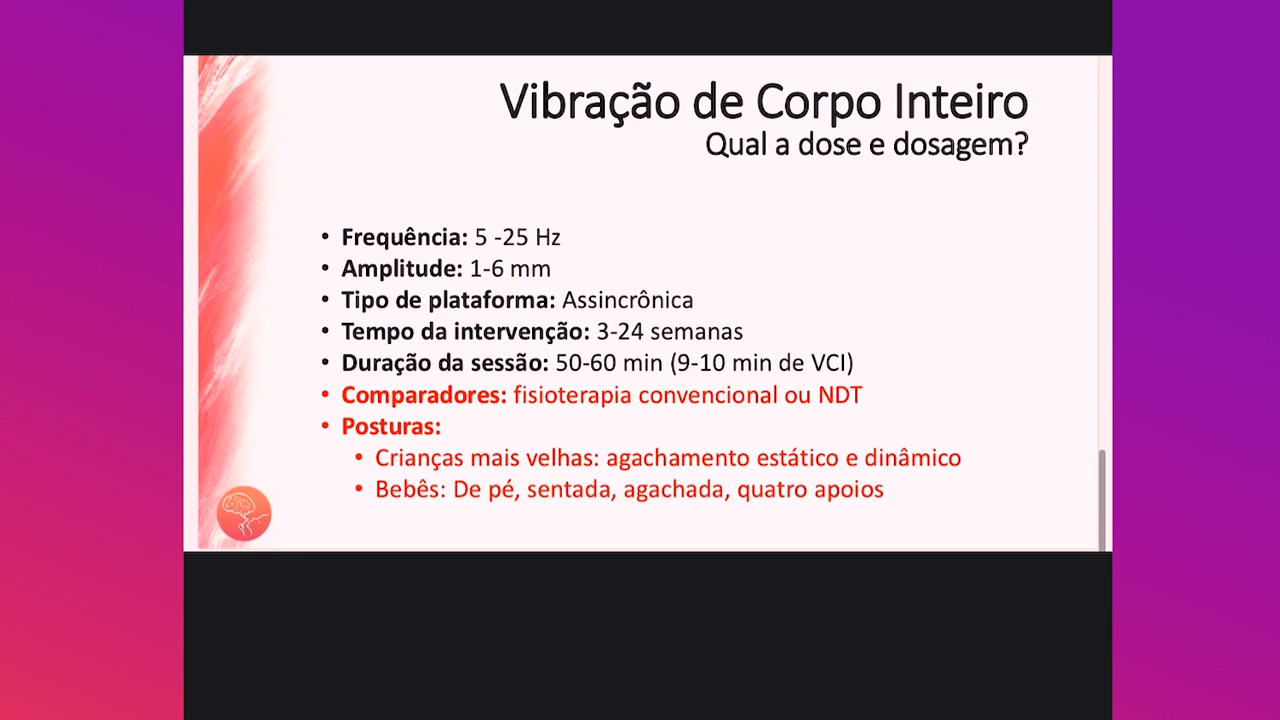 Vibração de Corpo Inteiro
Qual a dose e dosagem?
• Frequência: 5 -25 Hz
• Amplitude: 1-6 mm
• Tipo de plataforma: Assincrônica
• Tempo da intervenção: 3-24 semanas
• Duração da sessão: 50-60 min (9-10 min de VCI)
• Comparadores: fisioterapia convencional ou NDT
• Posturas:
• Crianças mais velhas: agachamento estático e dinâmico
• Bebês: De pé, sentada, agachada, quatro apoios